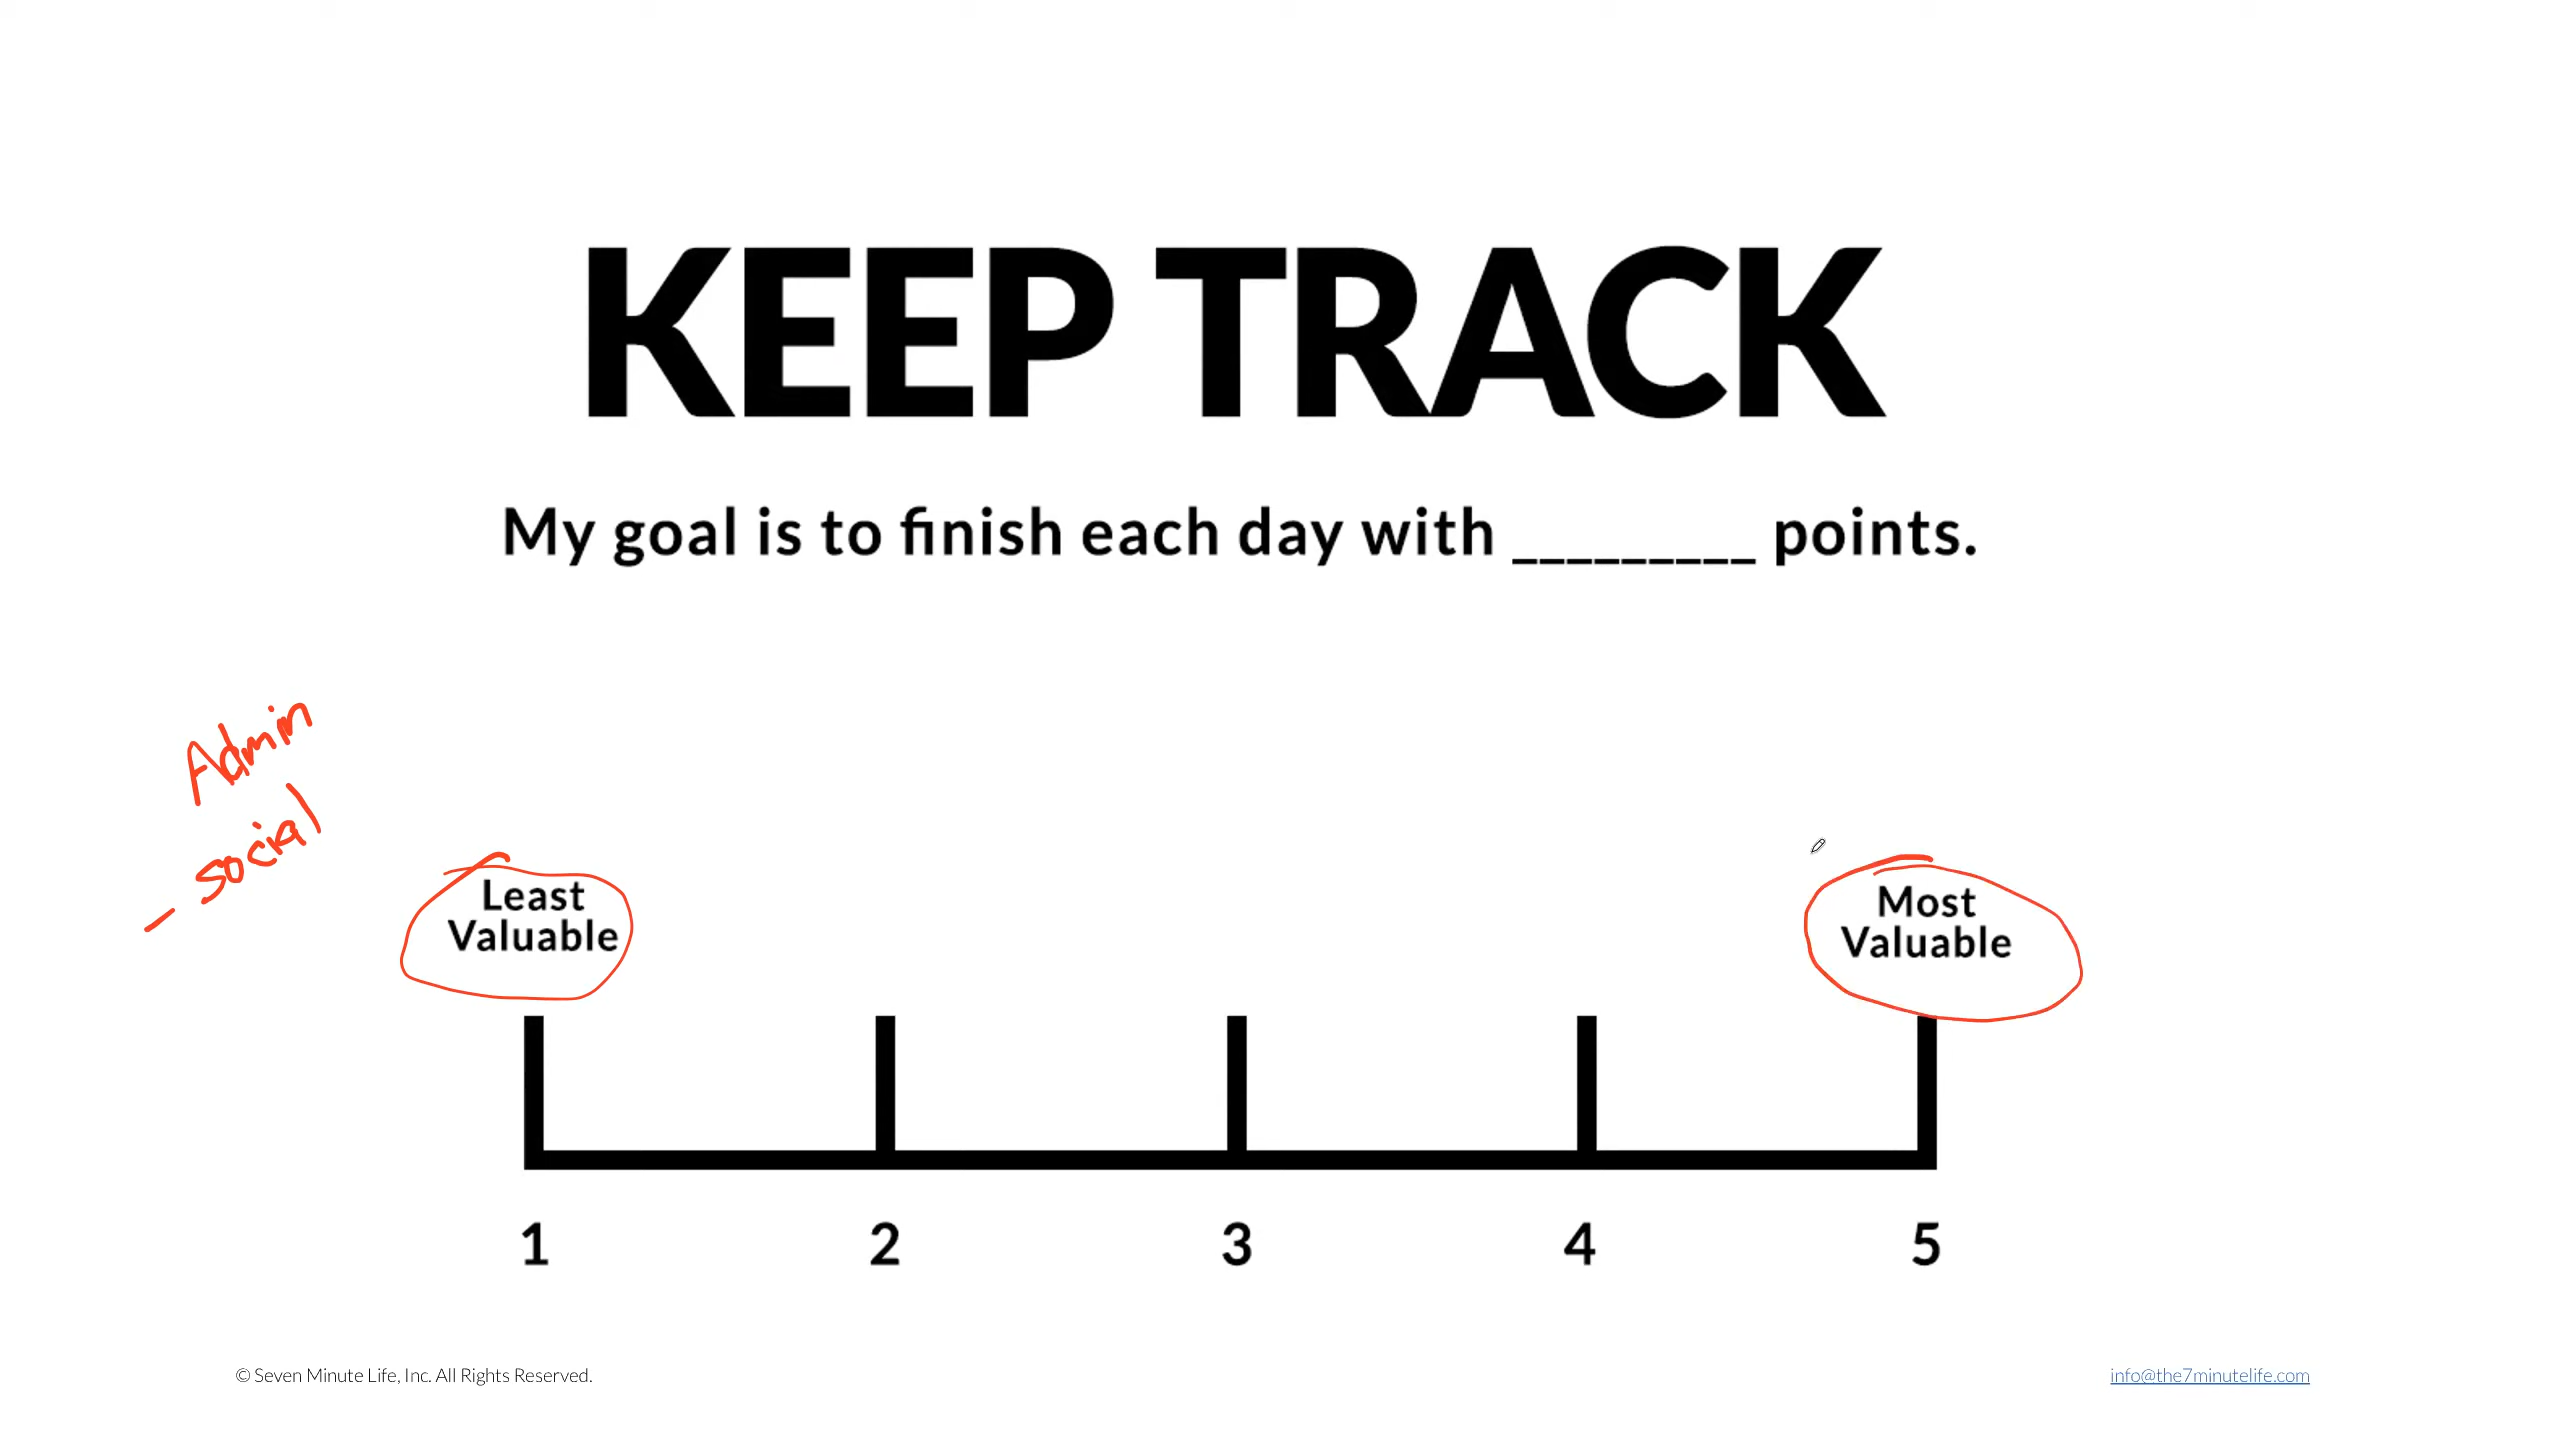 KEEP TRACK
My goal is to finish each day with _________ points.
Admin
- social
Least
Valuable
Most
Valuable
1 2 3 4 5
© Seven Minute Life, Inc. All Rights Reserved.
info@the7minutelife.com